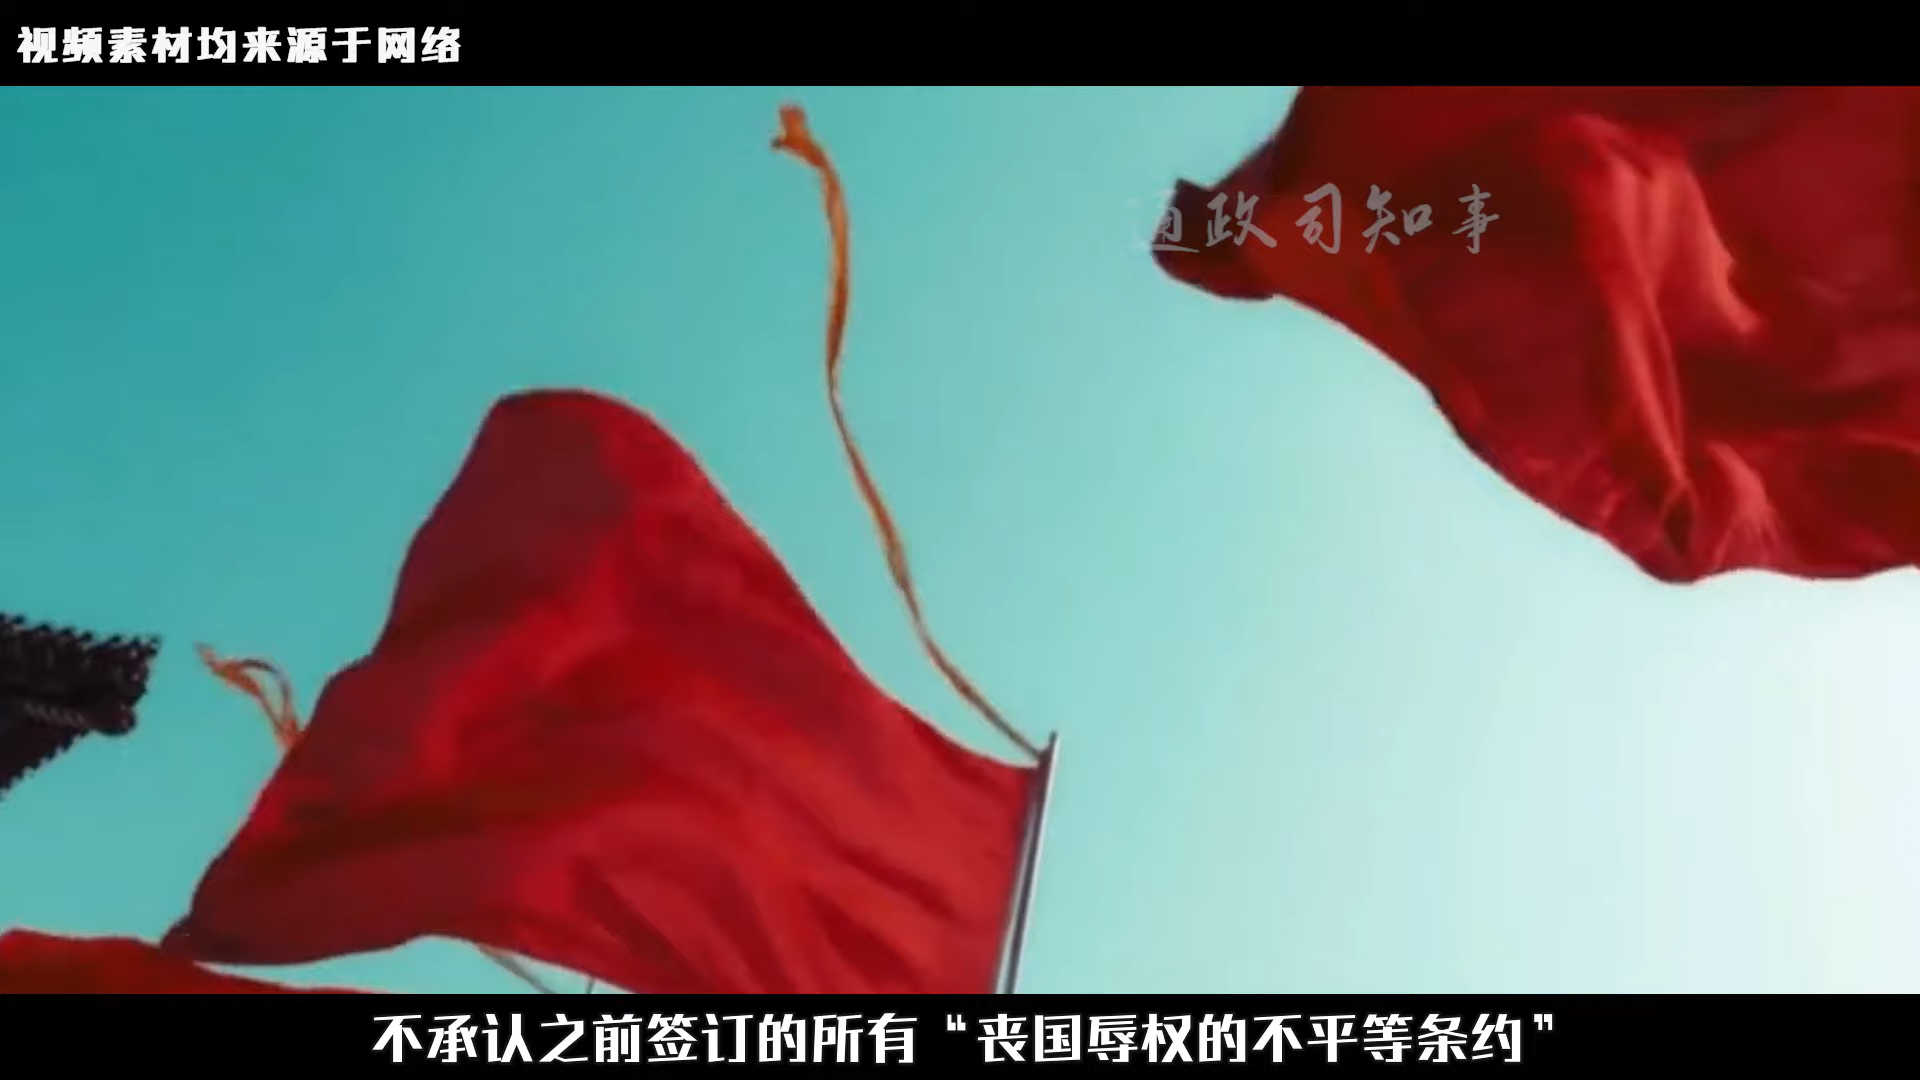 视频素材均来源于网络
通政司知事
不承认之前签订的所有“丧国辱权的不平等条约”